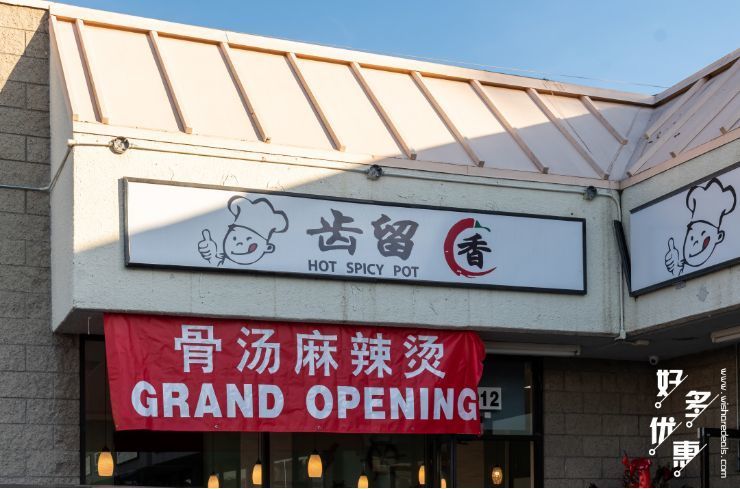 齿留香
HOT SPICY POT
骨汤麻辣烫
GRAND OPENING
12
好多优惠
www.wisharedeals.com